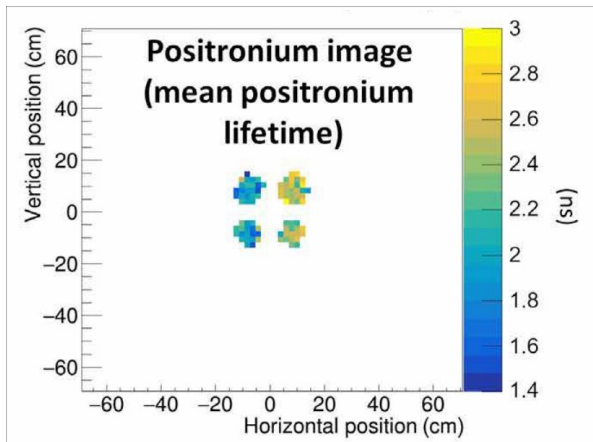 Positronium image
(mean positronium
lifetime)
Vertical position (cm)
60
40
20
0
−20
−40
−60
−60 −40 −20 0 20 40 60
Horizontal position (cm)
3
2.8
2.6
2.4
2.2
2
1.8
1.6
1.4
(ns)